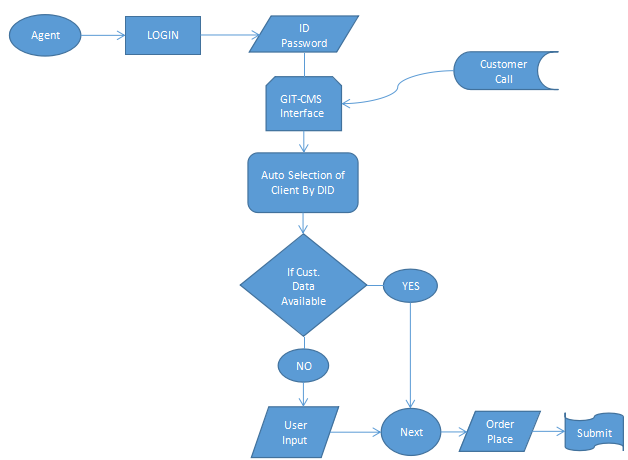 Agent
LOGIN
ID
Password
Customer
Call
GIT-CMS
Interface
Auto Selection of
Client By DID
If Cust.
Data
Available
YES
NO
User
Input
Next
Order
Place
Submit